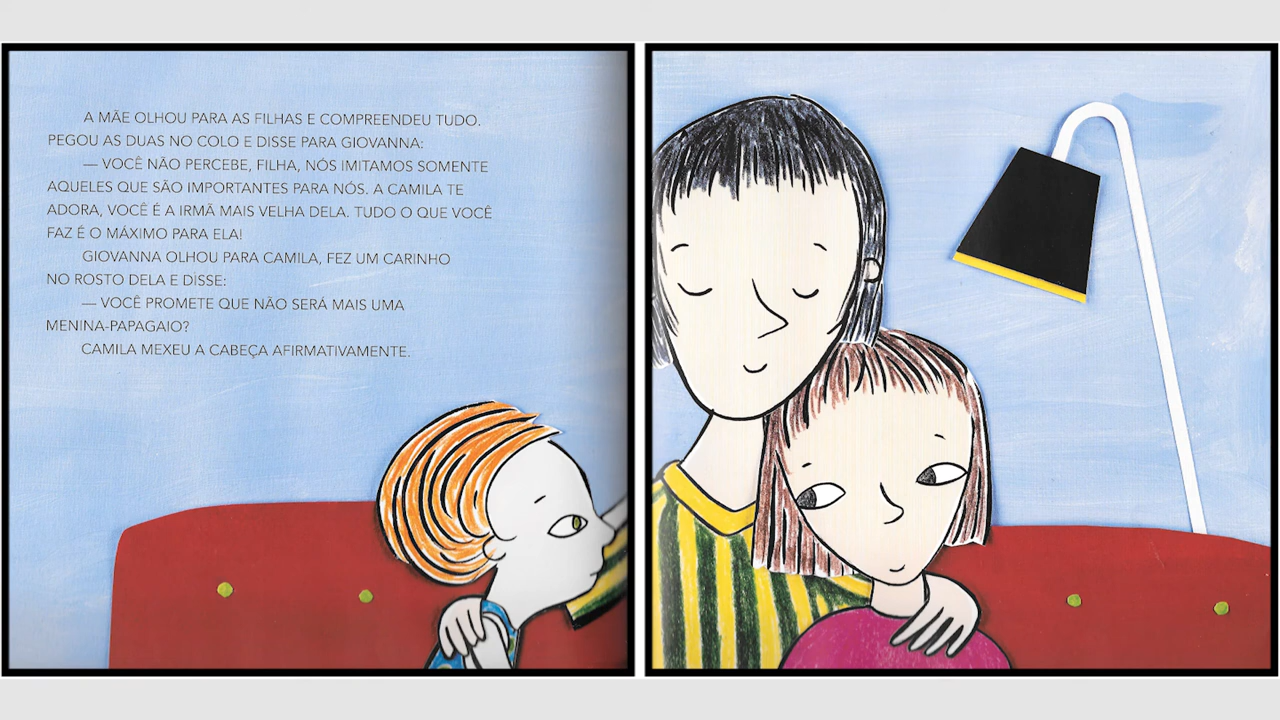 A MÃE OLHOU PARA AS FILHAS E COMPREENDEU TUDO.
PEGOU AS DUAS NO COLO E DISSE PARA GIOVANNA:
— VOCÊ NÃO PERCEBE, FILHA, NÓS IMITAMOS SOMENTE
AQUELES QUE SÃO IMPORTANTES PARA NÓS. A CAMILA TE
ADORA, VOCÊ É A IRMÃ MAIS VELHA DELA. TUDO O QUE VOCÊ
FAZ É O MÁXIMO PARA ELA!
GIOVANNA OLHOU PARA CAMILA, FEZ UM CARINHO
NO ROSTO DELA E DISSE:
— VOCÊ PROMETE QUE NÃO SERÁ MAIS UMA
MENINA-PAPAGAIO?
CAMILA MEXEU A CABEÇA AFIRMATIVAMENTE.